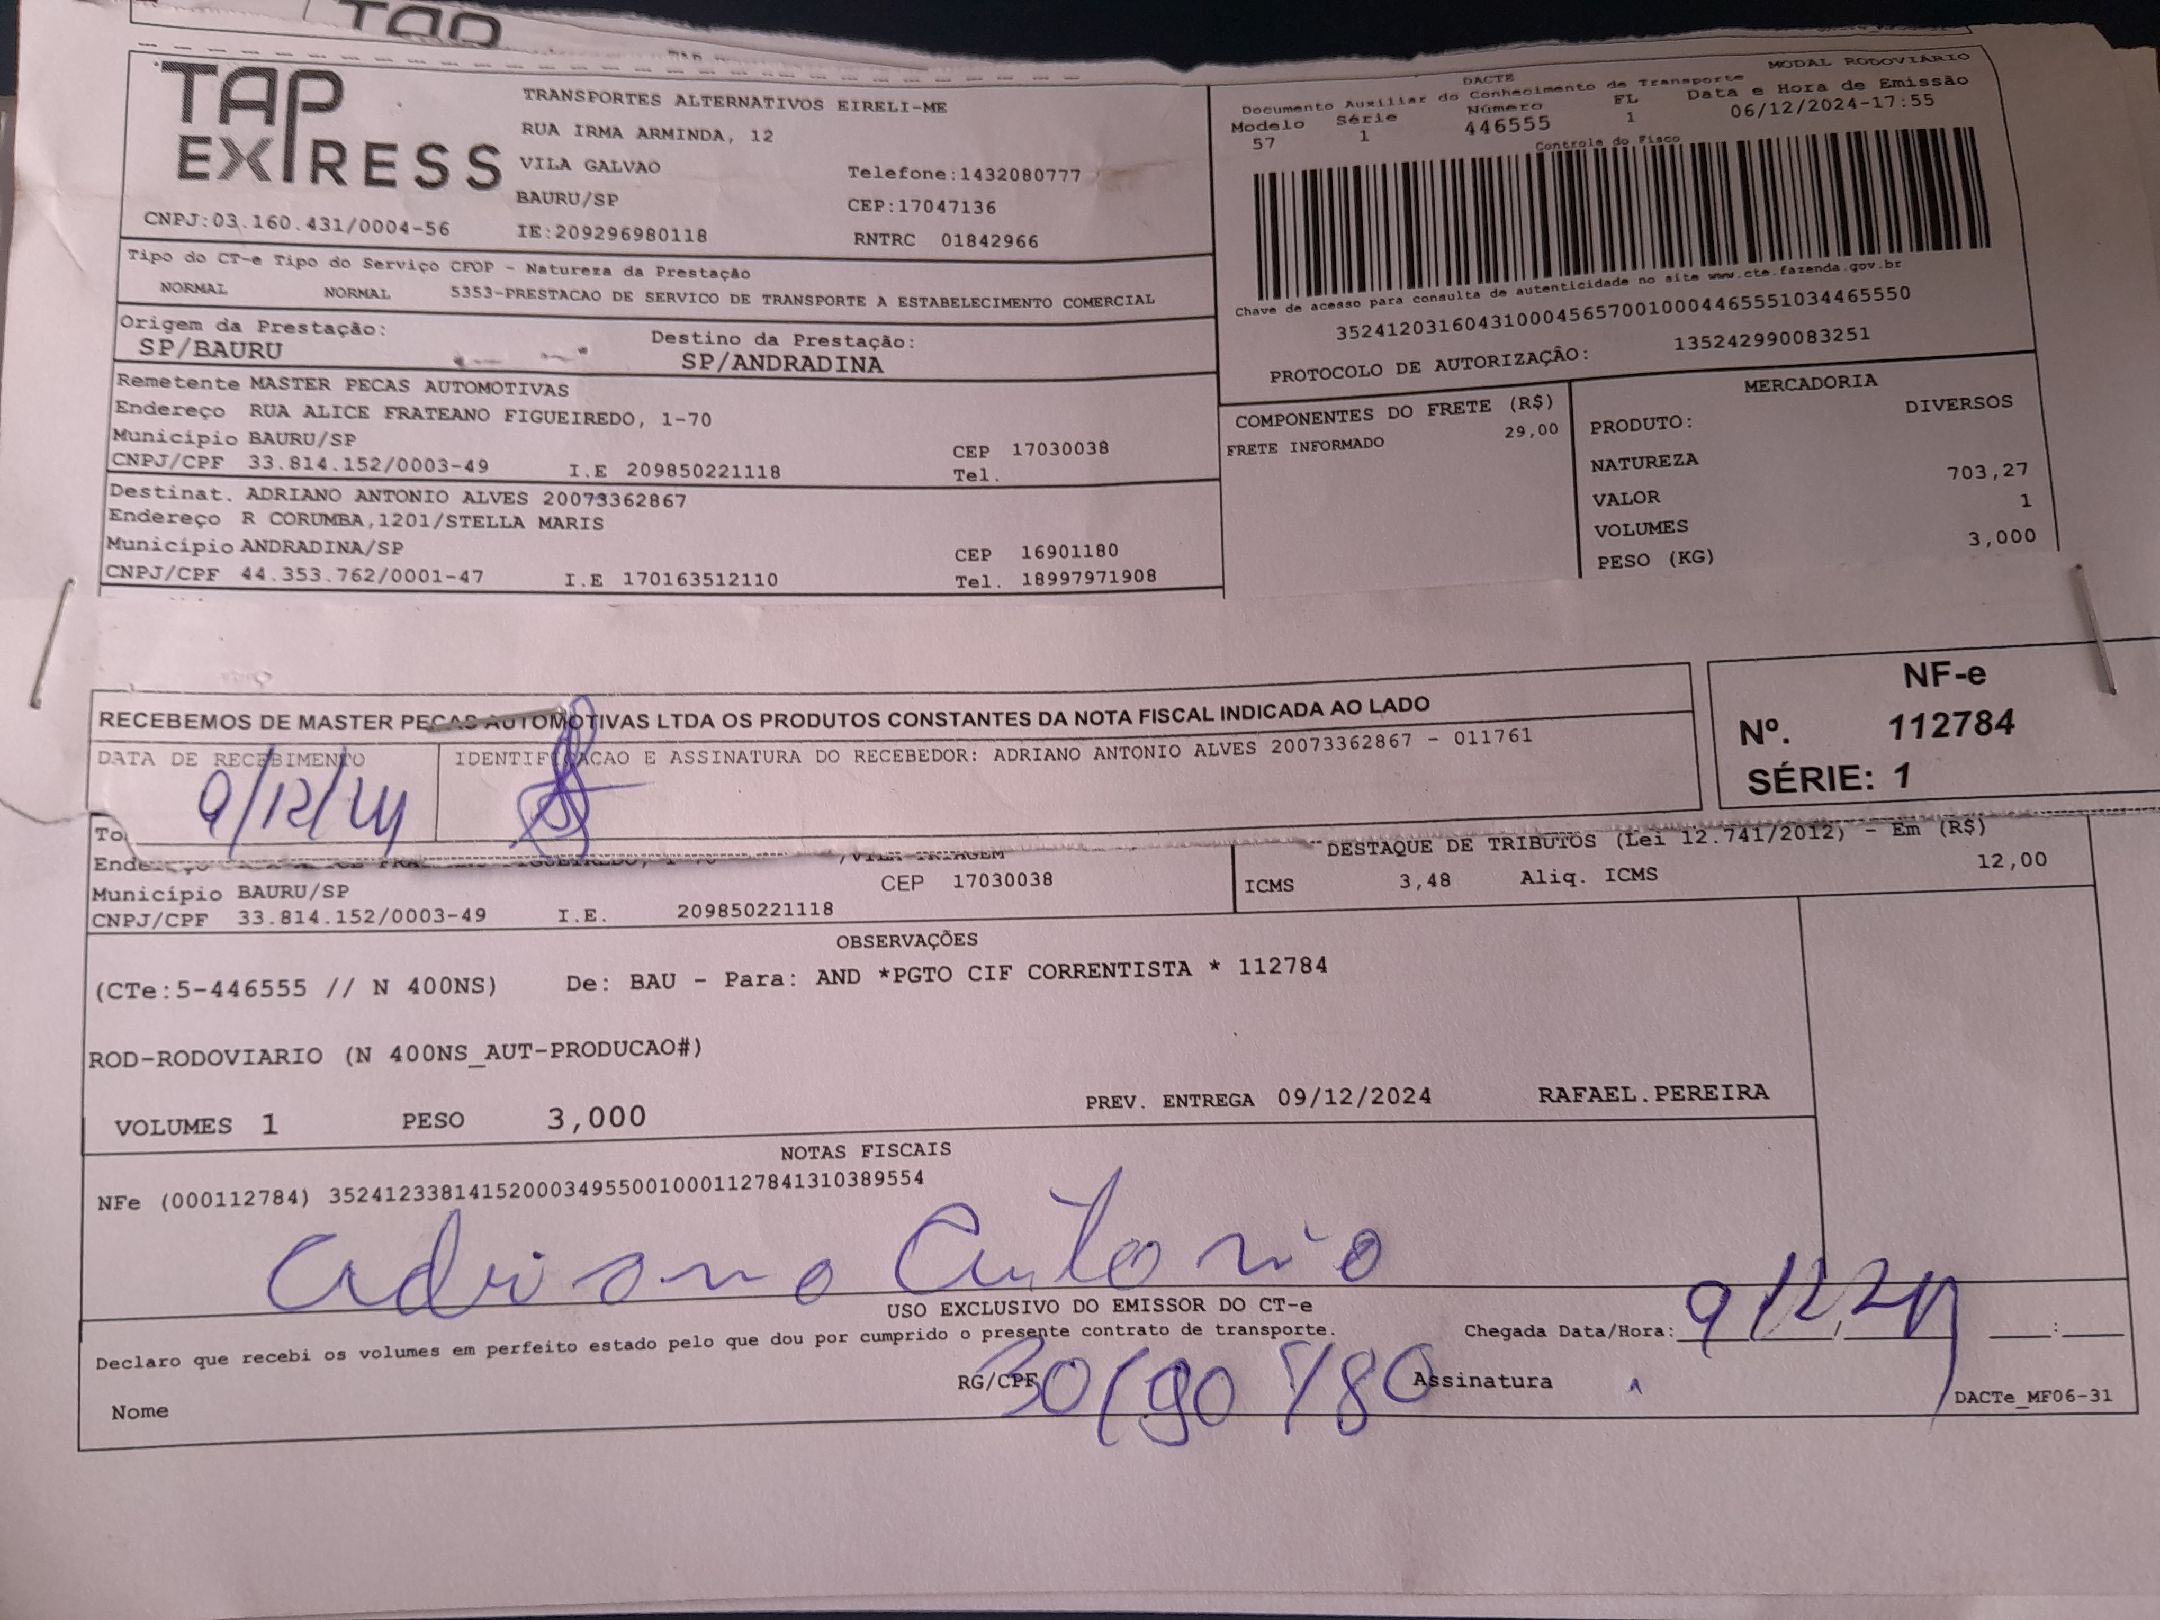 TAP
TAP EXPRESS
TRANSPORTES ALTERNATIVOS EIRELI-ME
RUA IRMA ARMINDA, 12
VILA GALVAO
Telefone:1432080777
BAURU/SP
CEP:17047136
CNPJ:03.160.431/0004-56
IE:209296980118
RNTRC 01842966
MODAL RODOVIÁRIO
DACTE
Documento Auxiliar do Conhecimento de Transporte
Modelo Série Número FL Data e Hora de Emissão
57 1 446555 1 06/12/2024-17:55
Controle do Fisco
Chave de acesso para consulta de autenticidade no site www.cte.fazenda.gov.br
35241203160431000456570010004465551034465550
PROTOCOLO DE AUTORIZAÇÃO: 135242990083251
Tipo do CT-e Tipo do Serviço CFOP - Natureza da Prestação
NORMAL NORMAL 5353-PRESTACAO DE SERVICO DE TRANSPORTE A ESTABELECIMENTO COMERCIAL
Origem da Prestação: Destino da Prestação:
SP/BAURU SP/ANDRADINA
Remetente MASTER PECAS AUTOMOTIVAS
Endereço RUA ALICE FRATEANO FIGUEIREDO, 1-70
Município BAURU/SP CEP 17030038
CNPJ/CPF 33.814.152/0003-49 I.E 209850221118 Tel.
Destinat. ADRIANO ANTONIO ALVES 20073362867
Endereço R CORUMBA,1201/STELLA MARIS
Município ANDRADINA/SP CEP 16901180
CNPJ/CPF 44.353.762/0001-47 I.E 170163512110 Tel. 18997971908
COMPONENTES DO FRETE (R$)
FRETE INFORMADO 29,00
MERCADORIA
PRODUTO: DIVERSOS
NATUREZA
VALOR 703,27
VOLUMES 1
PESO (KG) 3,000
RECEBEMOS DE MASTER PECAS AUTOMOTIVAS LTDA OS PRODUTOS CONSTANTES DA NOTA FISCAL INDICADA AO LADO
DATA DE RECEBIMENTO
9/12/24
IDENTIFICACAO E ASSINATURA DO RECEBEDOR: ADRIANO ANTONIO ALVES 20073362867 - 011761
NF-e
Nº. 112784
SÉRIE: 1
Município BAURU/SP CEP 17030038
CNPJ/CPF 33.814.152/0003-49 I.E. 209850221118
DESTAQUE DE TRIBUTOS (Lei 12.741/2012) - Em (R$)
ICMS 3,48 Aliq. ICMS 12,00
OBSERVAÇÕES
(CTe:5-446555 // N 400NS) De: BAU - Para: AND *PGTO CIF CORRENTISTA * 112784
ROD-RODOVIARIO (N 400NS_AUT-PRODUCAO#)
VOLUMES 1 PESO 3,000 PREV. ENTREGA 09/12/2024 RAFAEL.PEREIRA
NOTAS FISCAIS
NFe (000112784) 35241233814152000349550010001127841310389554
Adriano Antonio
USO EXCLUSIVO DO EMISSOR DO CT-e
Declaro que recebi os volumes em perfeito estado pelo que dou por cumprido o presente contrato de transporte. Chegada Data/Hora: 9/12/24 :
Nome RG/CPF Assinatura
DACTe_MF06-31